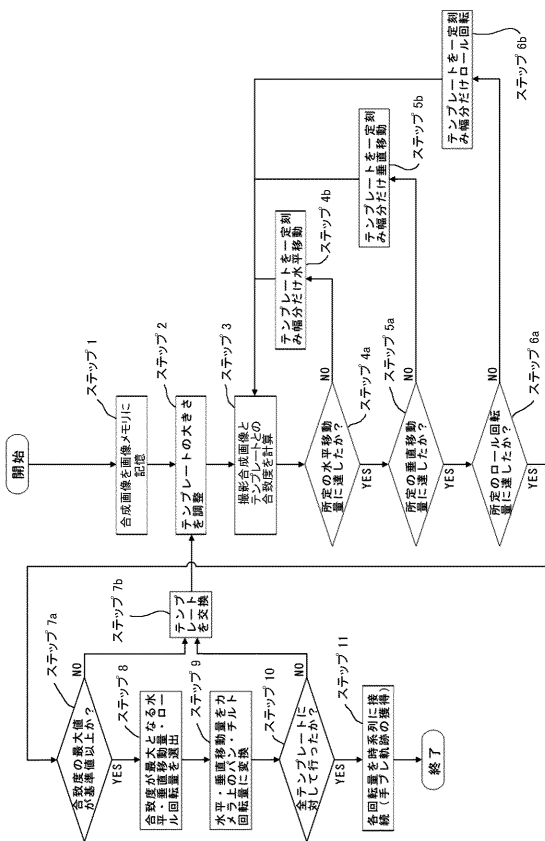 開始
ステップ 1
合成画像を画像メモリに
記憶
ステップ 2
テンプレートの大きさ
を調整
ステップ 3
撮影合成画像と
テンプレートとの
合致度を計算
所定の水平移動
量に達したか?
ステップ 4a
NO
YES
テンプレートを一定刻
み幅分だけ水平移動
ステップ 4b
所定の垂直移動
量に達したか?
ステップ 5a
NO
YES
テンプレートを一定刻
み幅分だけ垂直移動
ステップ 5b
所定のロール回転
量に達したか?
ステップ 6a
NO
YES
テンプレートを一定刻
み幅分だけロール回転
ステップ 6b
合致度の最大値
が基準値以上か?
ステップ 7a
NO
YES
テンプ
レート
を交換
ステップ 7b
ステップ 8
合致度が最大となる水
平・垂直移動量・ロー
ル回転量を選出
ステップ 9
水平・垂直移動量をカ
メラ上のパン・チルト
回転量に変換
ステップ 10
全テンプレートに
対して行ったか?
NO
YES
ステップ 11
各回転量を時系列に接
続(手ブレ軌跡の獲得)
終了